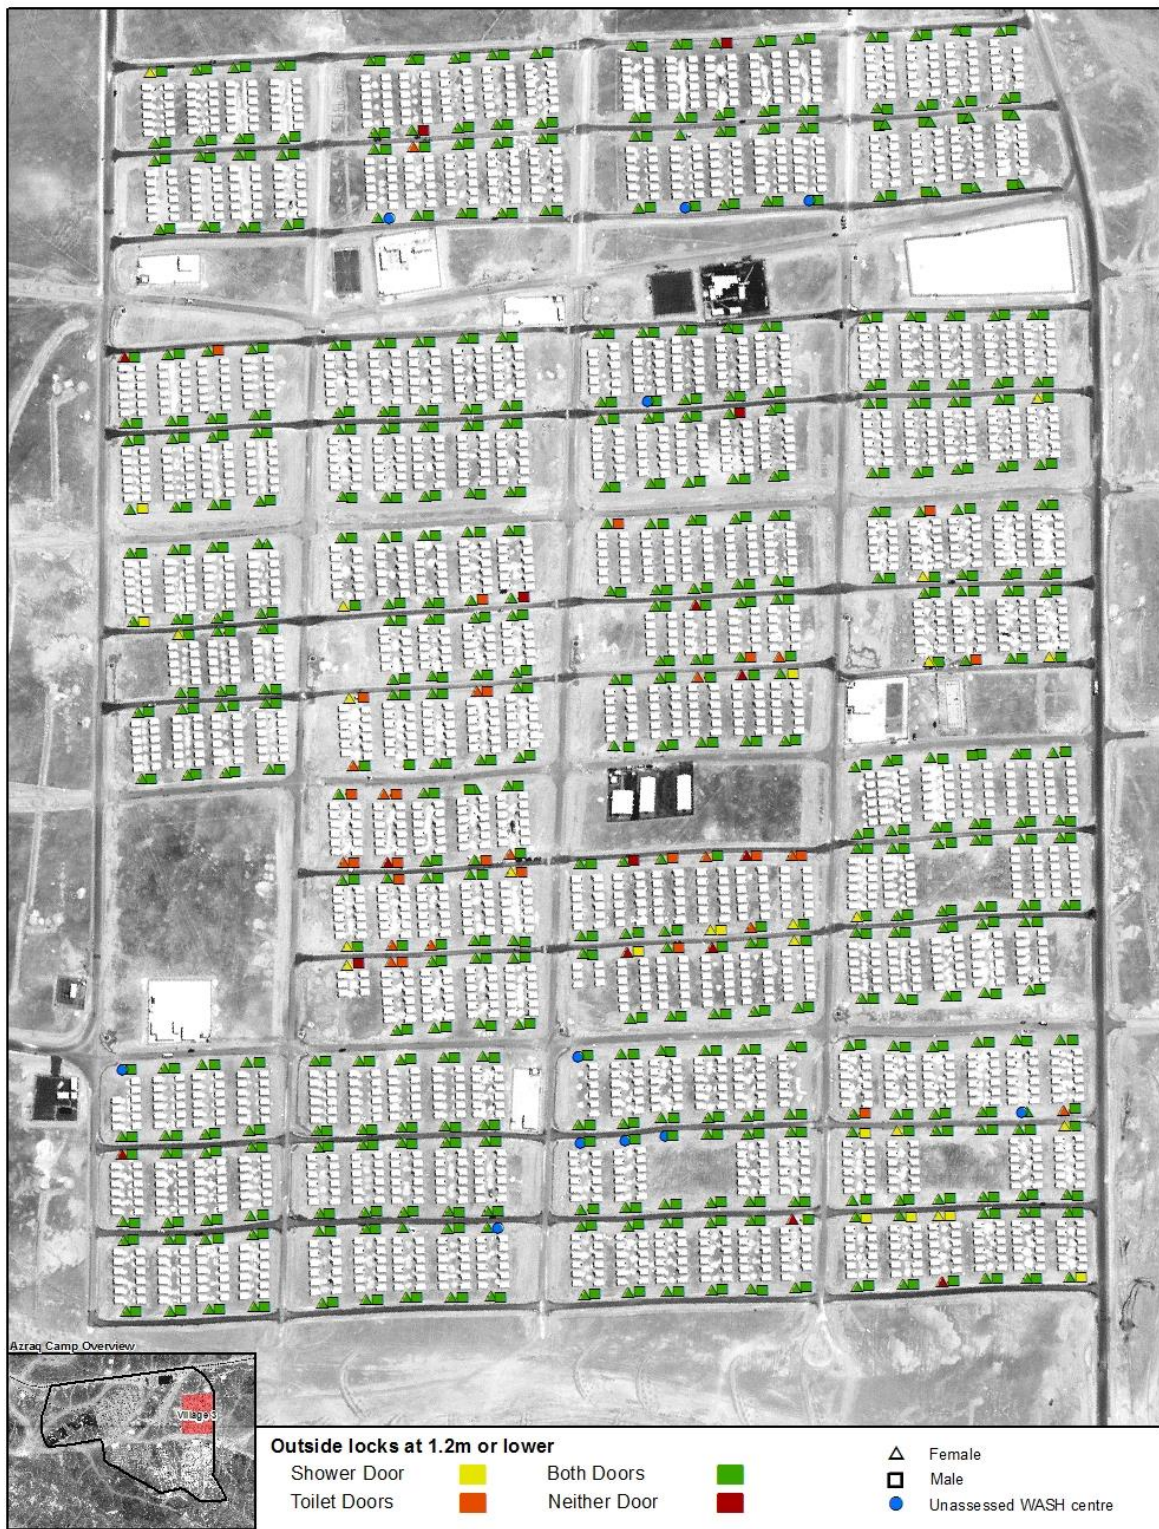 Azraq Camp Overview
Village 3
Outside locks at 1.2m or lower
Shower Door
Both Doors
Toilet Doors
Neither Door
Female
Male
Unassessed WASH centre